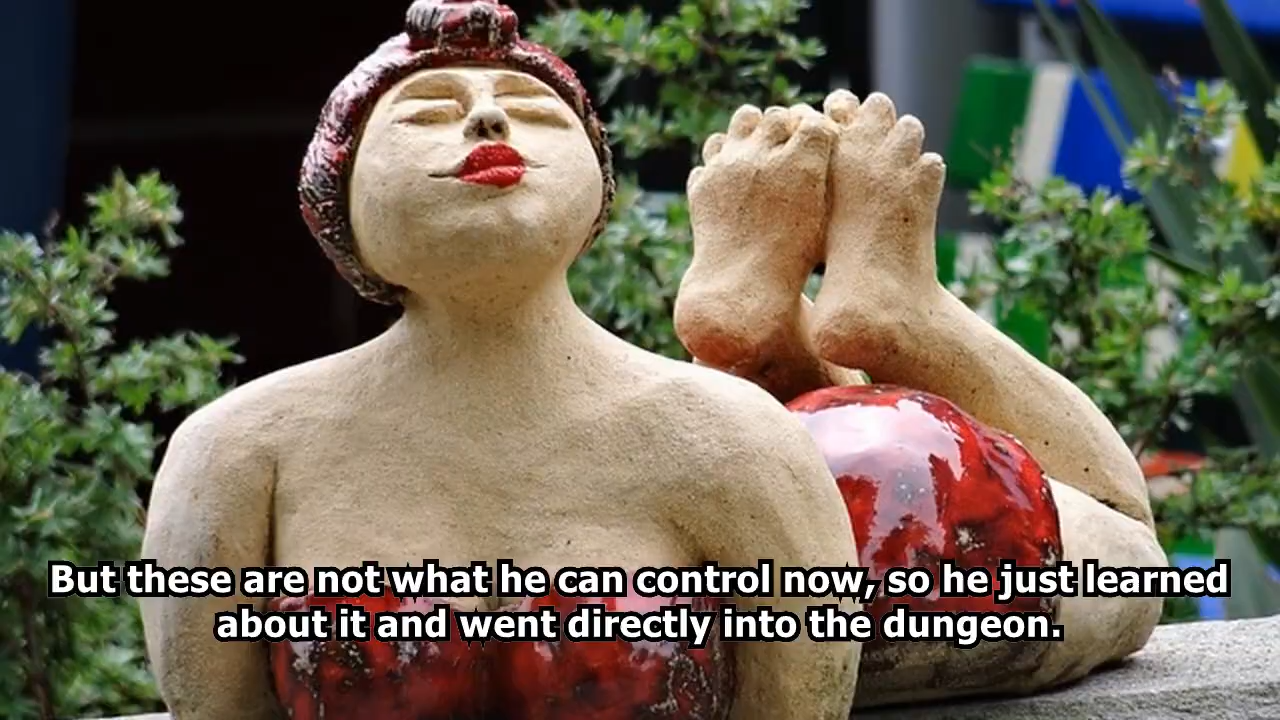 But these are not what he can control now, so he just learned
about it and went directly into the dungeon.